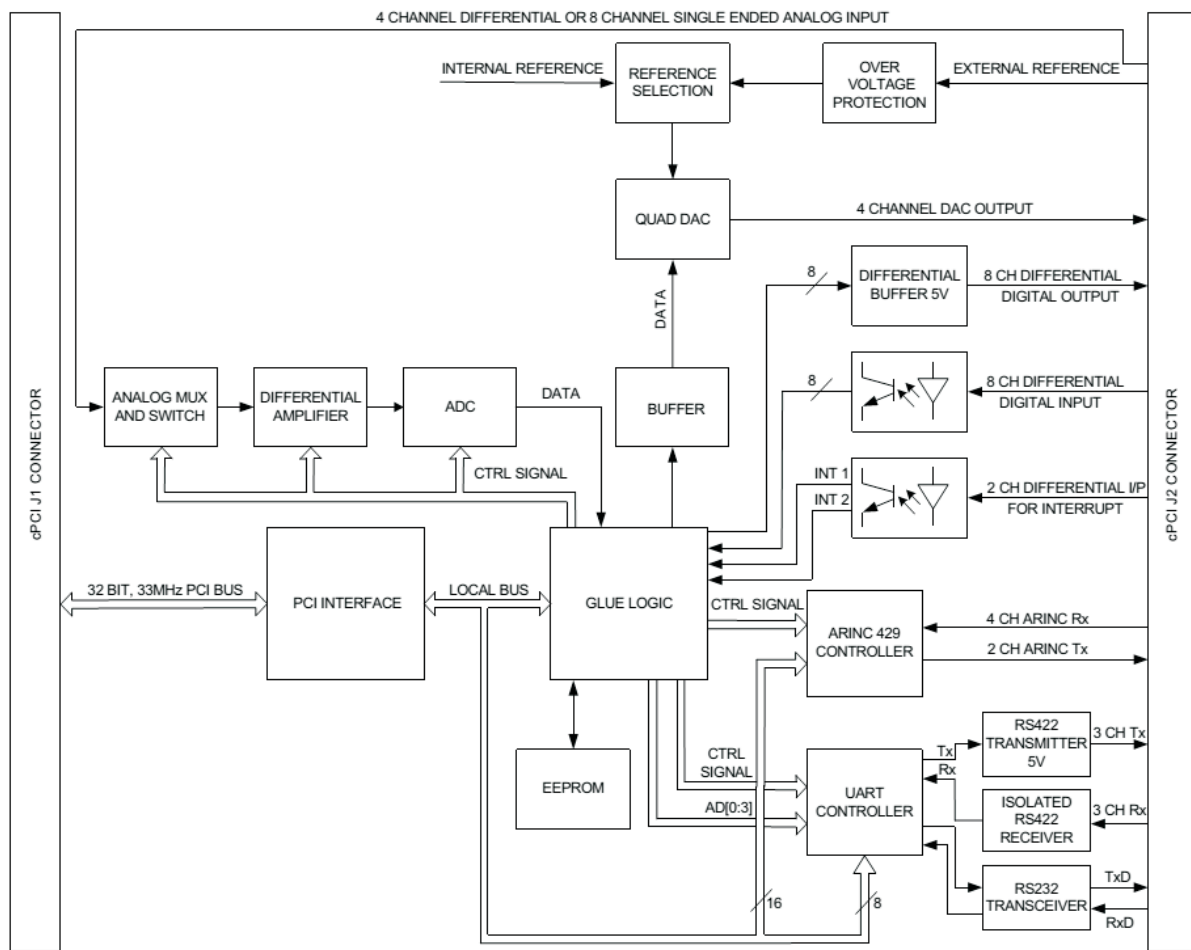 4 CHANNEL DIFFERENTIAL OR 8 CHANNEL SINGLE ENDED ANALOG INPUT
INTERNAL REFERENCE
REFERENCE
SELECTION
OVER
VOLTAGE
PROTECTION
EXTERNAL REFERENCE
QUAD DAC
4 CHANNEL DAC OUTPUT
8
DIFFERENTIAL
BUFFER 5V
8 CH DIFFERENTIAL
DIGITAL OUTPUT
DATA
ANALOG MUX
AND SWITCH
DIFFERENTIAL
AMPLIFIER
ADC
DATA
BUFFER
8
8 CH DIFFERENTIAL
DIGITAL INPUT
CTRL SIGNAL
INT 1
INT 2
2 CH DIFFERENTIAL I/P
FOR INTERRUPT
cPCI J1 CONNECTOR
cPCI J2 CONNECTOR
32 BIT, 33MHz PCI BUS
PCI INTERFACE
LOCAL BUS
GLUE LOGIC
CTRL SIGNAL
ARINC 429
CONTROLLER
4 CH ARINC Rx
2 CH ARINC Tx
EEPROM
CTRL
SIGNAL
AD[0:3]
UART
CONTROLLER
Tx
Rx
RS422
TRANSMITTER
5V
3 CH Tx
ISOLATED
RS422
RECEIVER
3 CH Rx
RS232
TRANSCEIVER
TxD
RxD
16
8